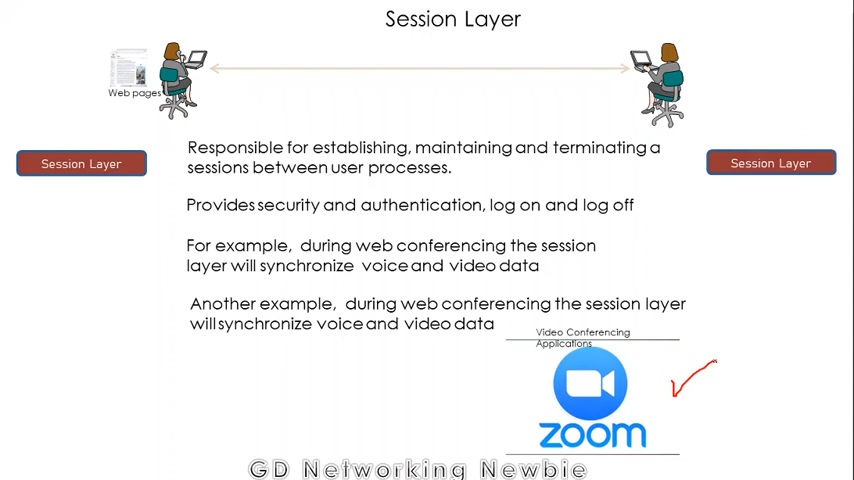 Session Layer
Web pages
Session Layer
Session Layer
Responsible for establishing, maintaining and terminating a
sessions between user processes.
Provides security and authentication, log on and log off
For example, during web conferencing the session
layer will synchronize voice and video data
Another example, during web conferencing the session layer
will synchronize voice and video data
Video Conferencing
Applications
zoom
GD Networking Newbie